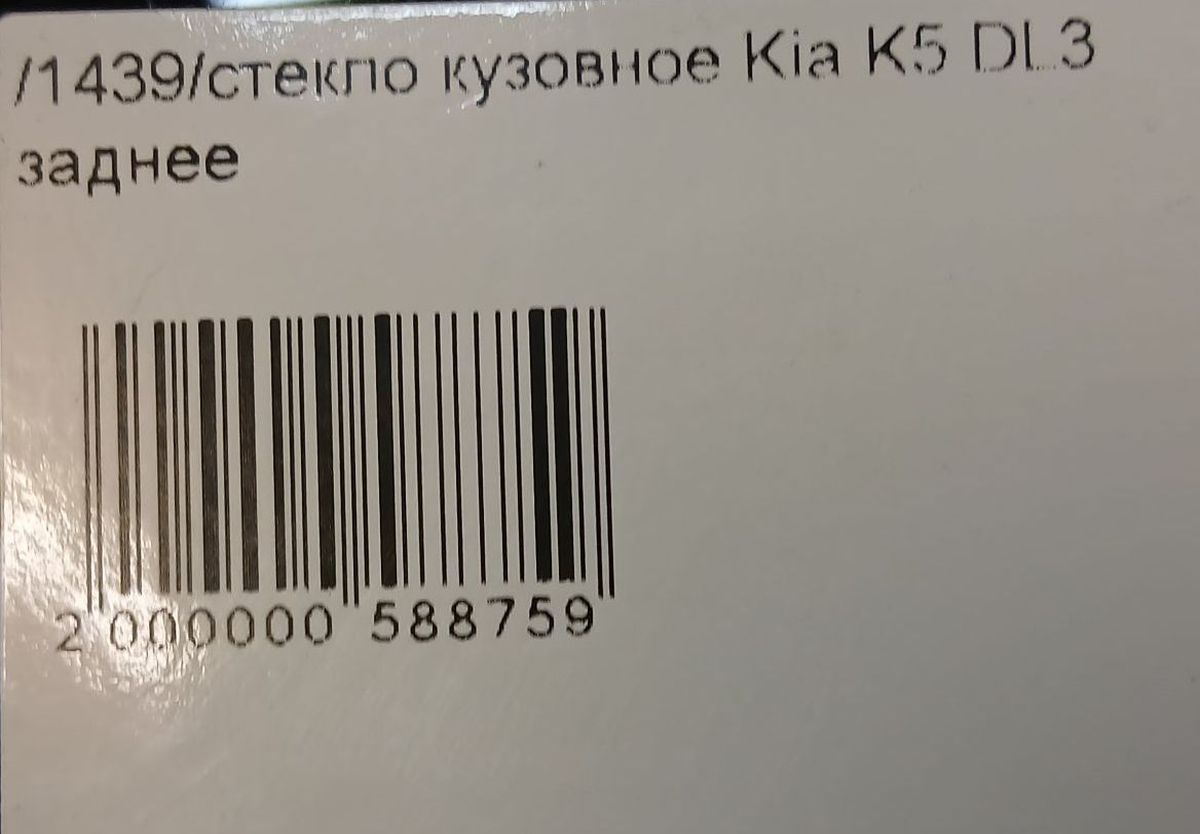 /1439/стекло кузовное Kia K5 DL3
заднее
2 000000 588759